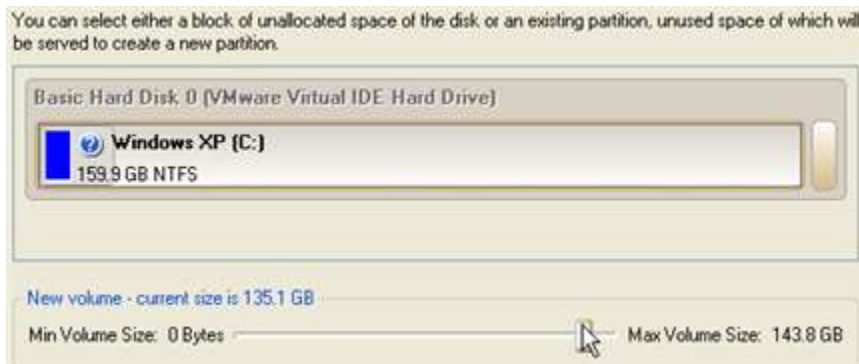 You can select either a block of unallocated space of the disk or an existing partition, unused space of which will
be served to create a new partition.
Basic Hard Disk 0 (VMware Virtual IDE Hard Drive)
Windows XP (C:)
159.9 GB NTFS
New volume - current size is 135.1 GB
Min Volume Size: 0 Bytes Max Volume Size: 143.8 GB